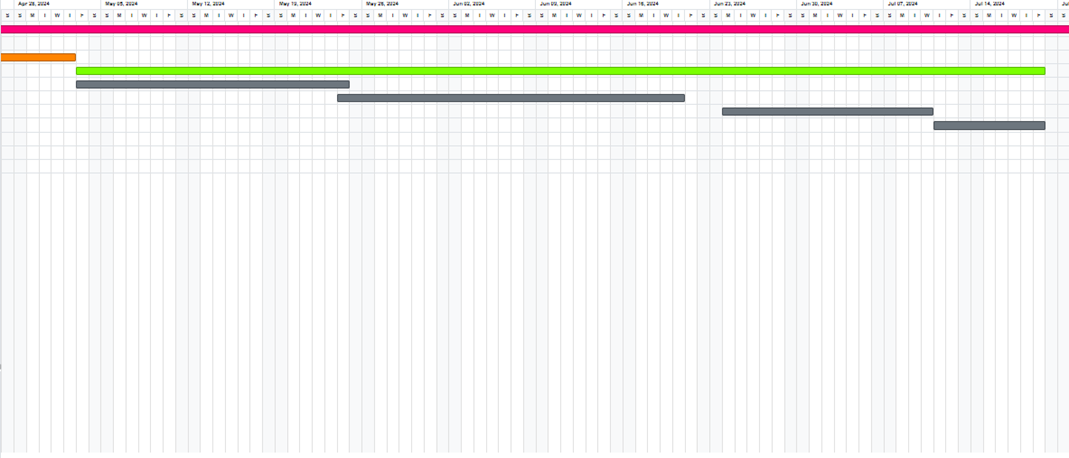 Apr 28, 2024 May 05, 2024 May 12, 2024 May 19, 2024 May 26, 2024 Jun 02, 2024 Jun 09, 2024 Jun 16, 2024 Jun 23, 2024 Jun 30, 2024 Jul 07, 2024 Jul 14, 2024
S S M T W T F S S M T W T F S S M T W T F S S M T W T F S S M T W T F S S M T W T F S S M T W T F S S M T W T F S S M T W T F S S M T W T F S S M T W T F S S M T W T F S S